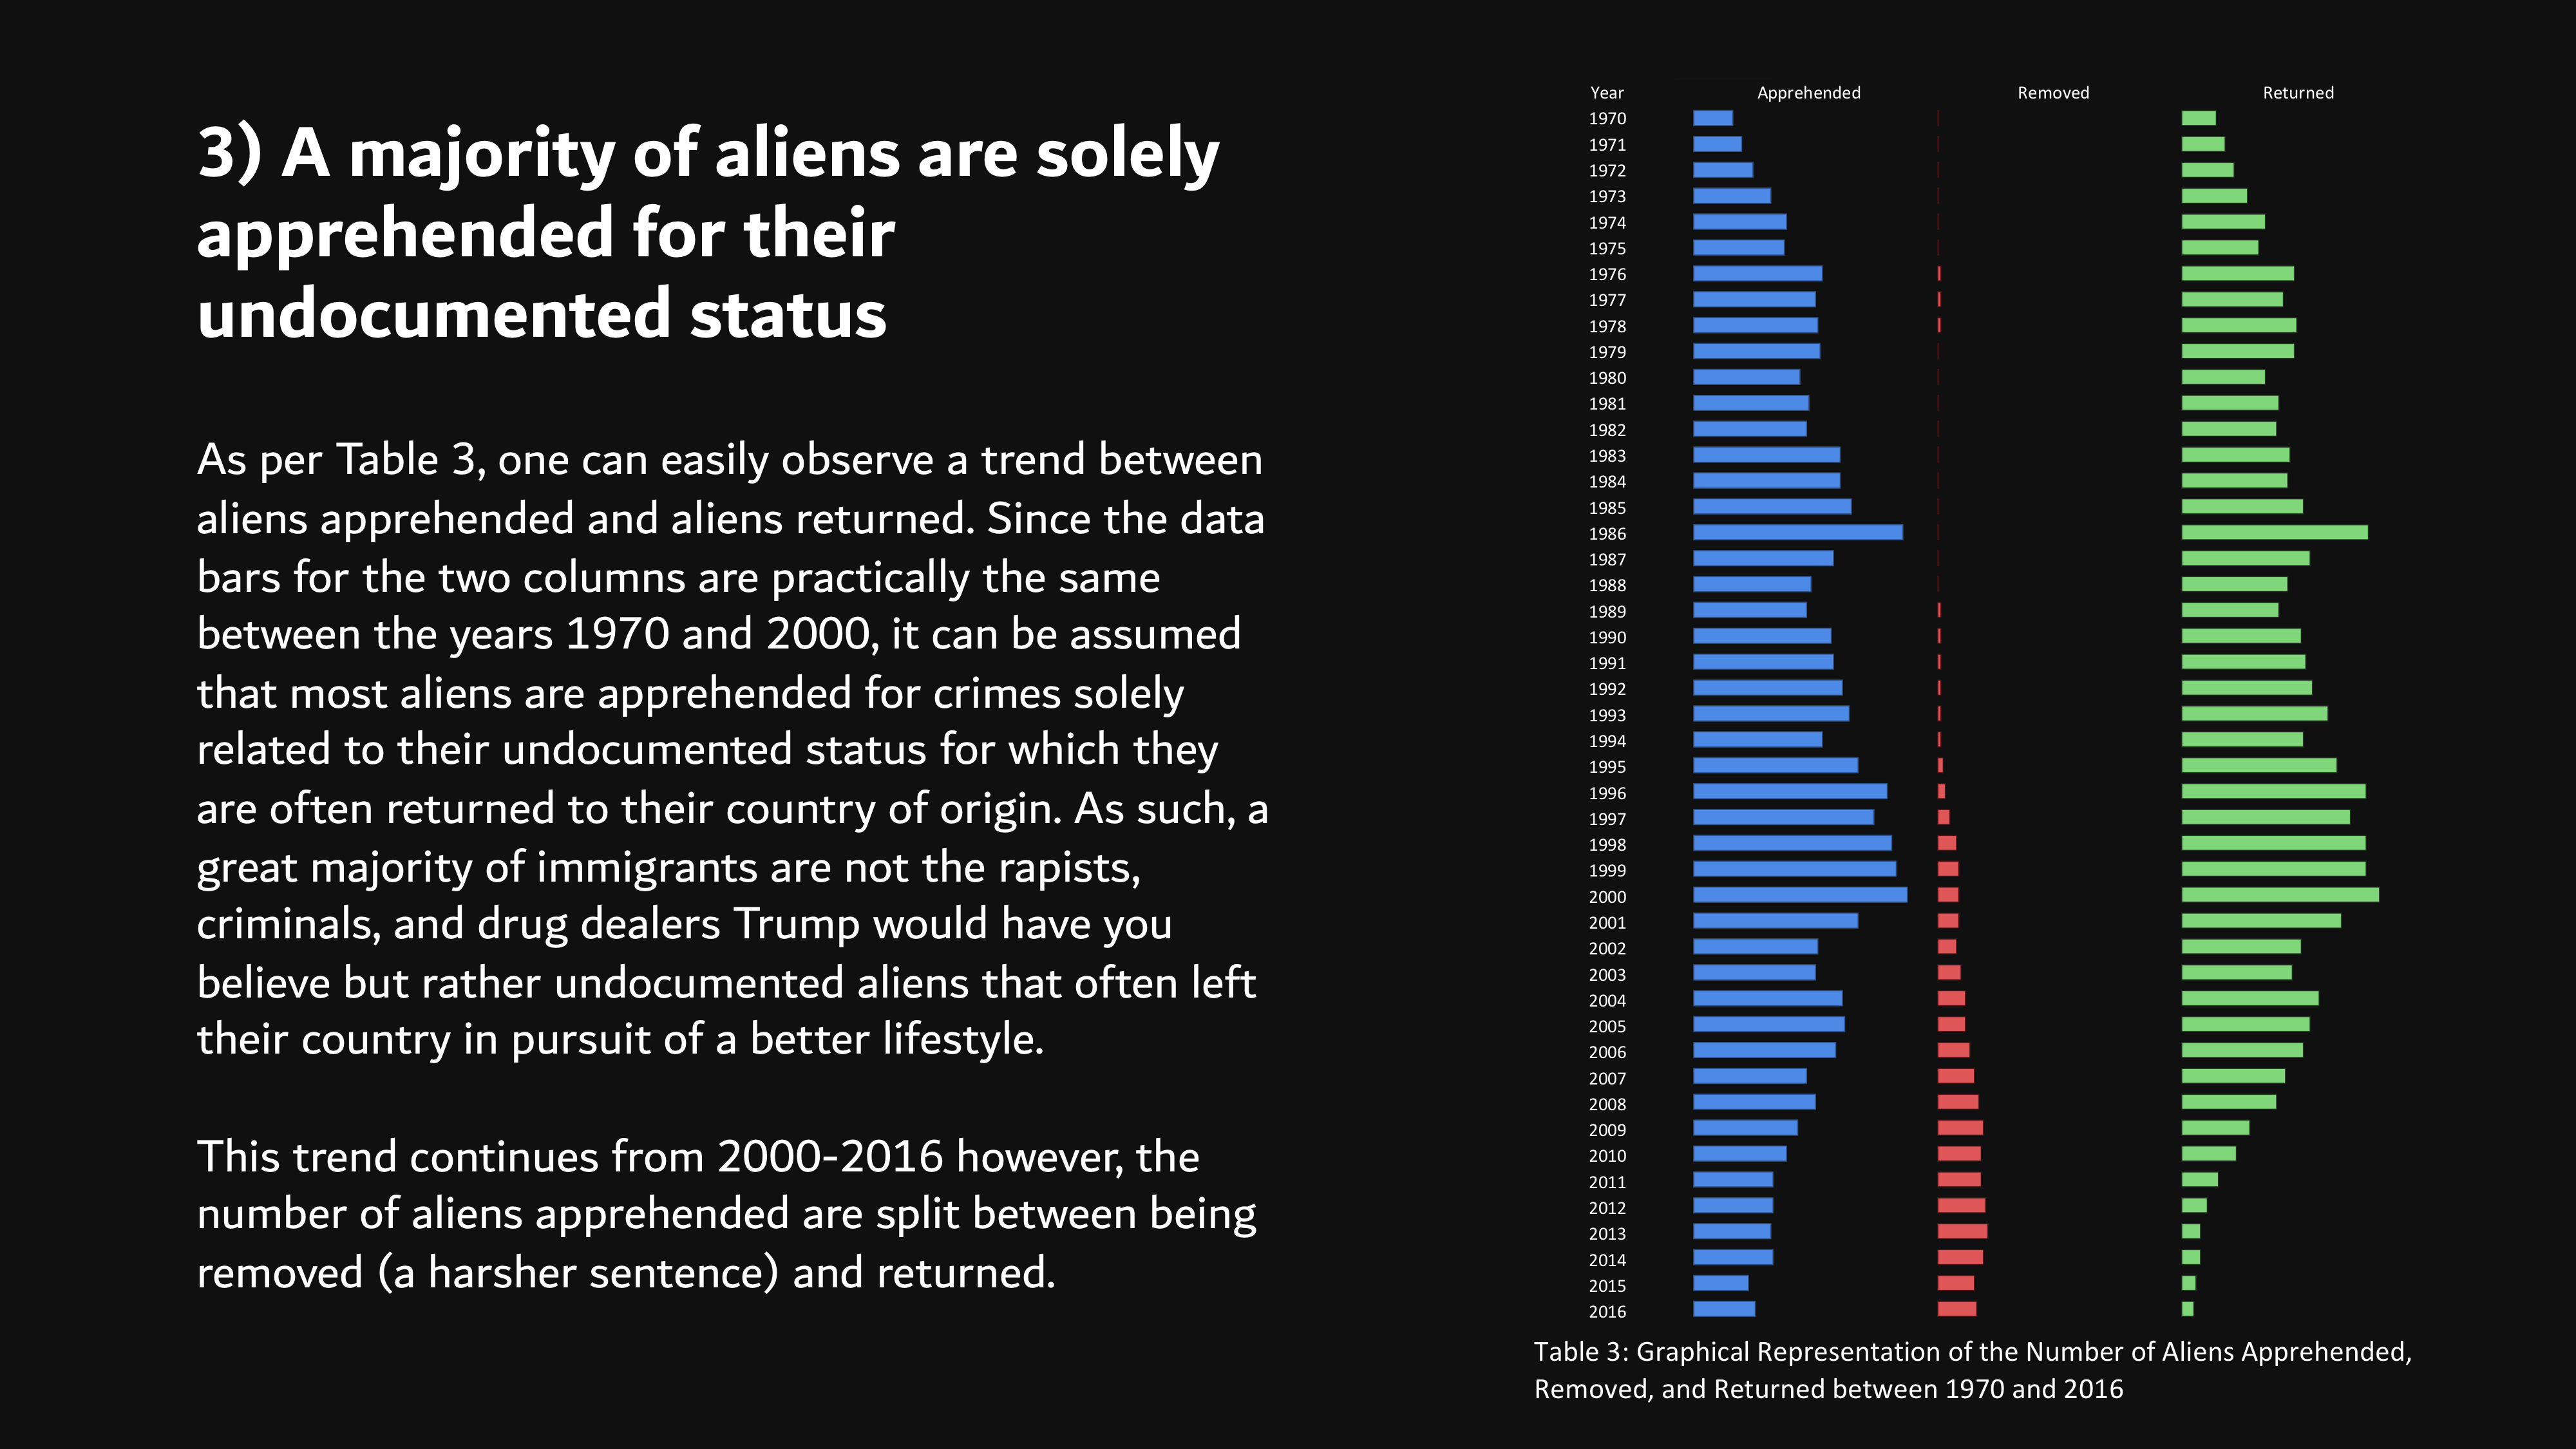 3) A majority of aliens are solely
apprehended for their
undocumented status
As per Table 3, one can easily observe a trend between
aliens apprehended and aliens returned. Since the data
bars for the two columns are practically the same
between the years 1970 and 2000, it can be assumed
that most aliens are apprehended for crimes solely
related to their undocumented status for which they
are often returned to their country of origin. As such, a
great majority of immigrants are not the rapists,
criminals, and drug dealers Trump would have you
believe but rather undocumented aliens that often left
their country in pursuit of a better lifestyle.
This trend continues from 2000-2016 however, the
number of aliens apprehended are split between being
removed (a harsher sentence) and returned.
Year Apprehended Removed Returned
1970
1971
1972
1973
1974
1975
1976
1977
1978
1979
1980
1981
1982
1983
1984
1985
1986
1987
1988
1989
1990
1991
1992
1993
1994
1995
1996
1997
1998
1999
2000
2001
2002
2003
2004
2005
2006
2007
2008
2009
2010
2011
2012
2013
2014
2015
2016
Table 3: Graphical Representation of the Number of Aliens Apprehended,
Removed, and Returned between 1970 and 2016